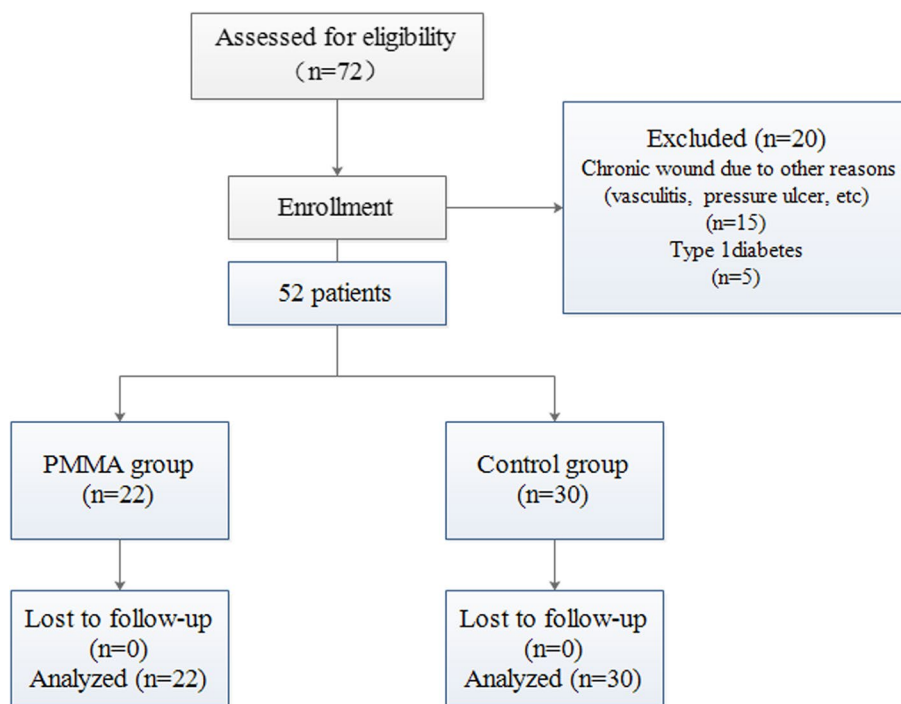 Assessed for eligibility
（n=72）
Excluded (n=20)
Chronic wound due to other reasons
(vasculitis, pressure ulcer, etc)
(n=15)
Type 1diabetes
(n=5)
Enrollment
52 patients
PMMA group
(n=22)
Control group
(n=30)
Lost to follow-up
(n=0)
Analyzed (n=22)
Lost to follow-up
(n=0)
Analyzed (n=30)